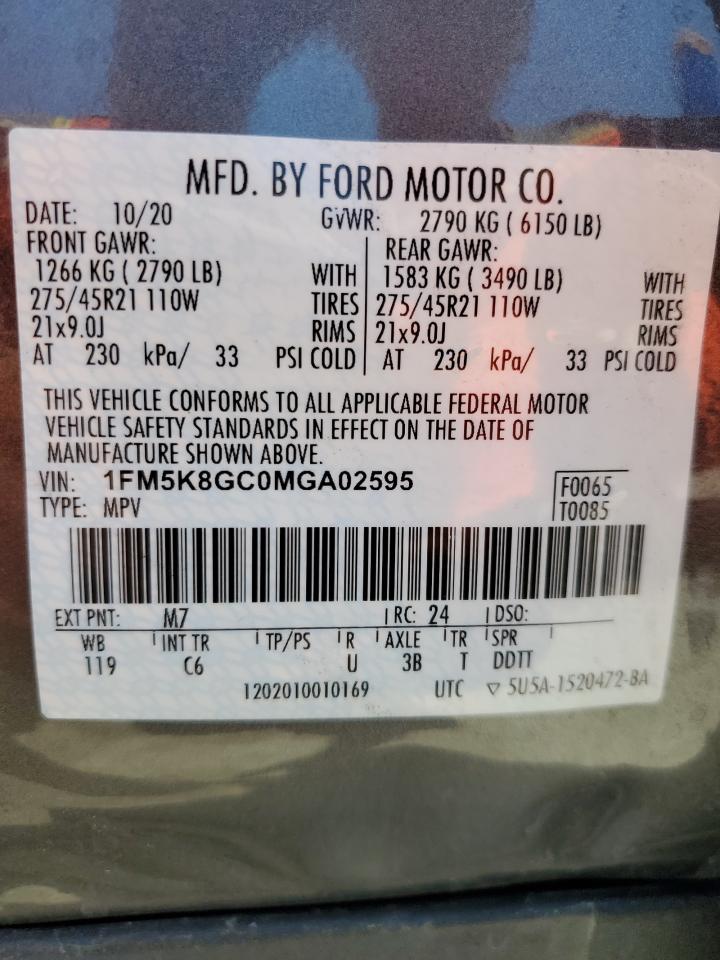 MFD. BY FORD MOTOR CO.
DATE: 10/20 GVWR: 2790 KG ( 6150 LB)
FRONT GAWR: REAR GAWR:
1266 KG ( 2790 LB) WITH 1583 KG ( 3490 LB) WITH
275/45R21 110W TIRES 275/45R21 110W TIRES
21x9.0J RIMS 21x9.0J RIMS
AT 230 kPa/ 33 PSI COLD AT 230 kPa/ 33 PSI COLD
THIS VEHICLE CONFORMS TO ALL APPLICABLE FEDERAL MOTOR
VEHICLE SAFETY STANDARDS IN EFFECT ON THE DATE OF
MANUFACTURE SHOWN ABOVE.
VIN: 1FM5K8GC0MGA02595 F0065
TYPE: MPV T0085
EXT PNT: M7 RC: 24 DSO:
WB INT TR TP/PS R AXLE TR SPR
119 C6 U 3B T DDTT
1202010010169 UTC ▽ 5U5A-1520472-BA